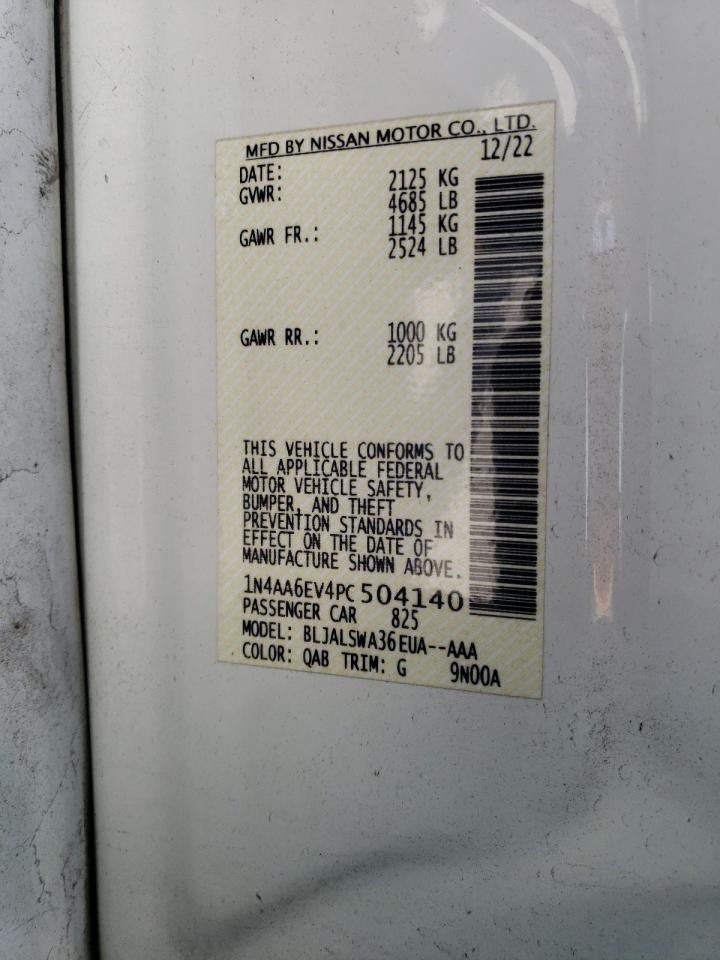 MFD BY NISSAN MOTOR CO., LTD.
DATE: 12/22
GVWR: 2125 KG
4685 LB
GAWR FR.: 1145 KG
2524 LB
GAWR RR.: 1000 KG
2205 LB
THIS VEHICLE CONFORMS TO
ALL APPLICABLE FEDERAL
MOTOR VEHICLE SAFETY,
BUMPER, AND THEFT
PREVENTION STANDARDS IN
EFFECT ON THE DATE OF
MANUFACTURE SHOWN ABOVE.
1N4AA6EV4PC504140
PASSENGER CAR 825
MODEL: BLJALSWA36EUA--AAA
COLOR: QAB TRIM: G 9N00A